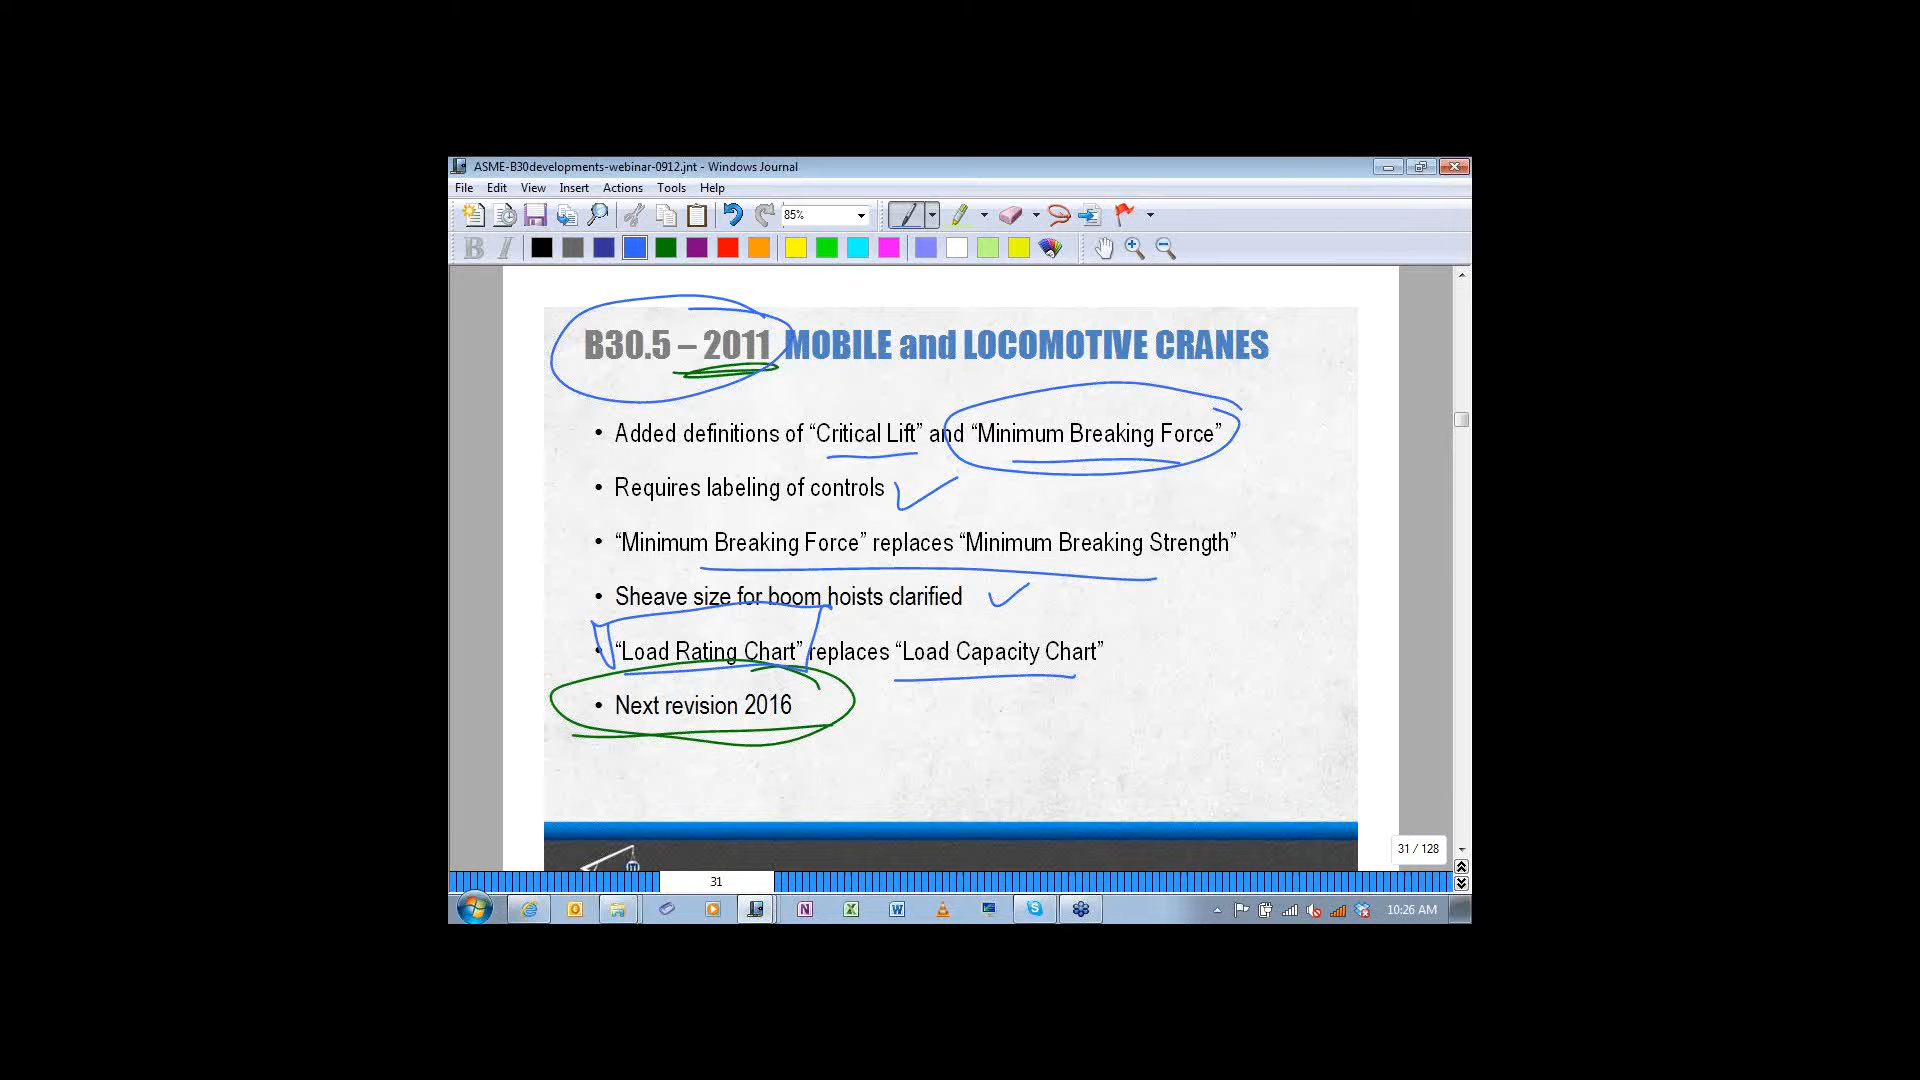 ASME-B30developments-webinar-0912.jnt - Windows Journal
File Edit View Insert Actions Tools Help
85%
B I
B30.5 – 2011 MOBILE and LOCOMOTIVE CRANES
• Added definitions of “Critical Lift” and “Minimum Breaking Force”
• Requires labeling of controls
• “Minimum Breaking Force” replaces “Minimum Breaking Strength”
• Sheave size for boom hoists clarified
• “Load Rating Chart” replaces “Load Capacity Chart”
• Next revision 2016
31 / 128
31
10:26 AM